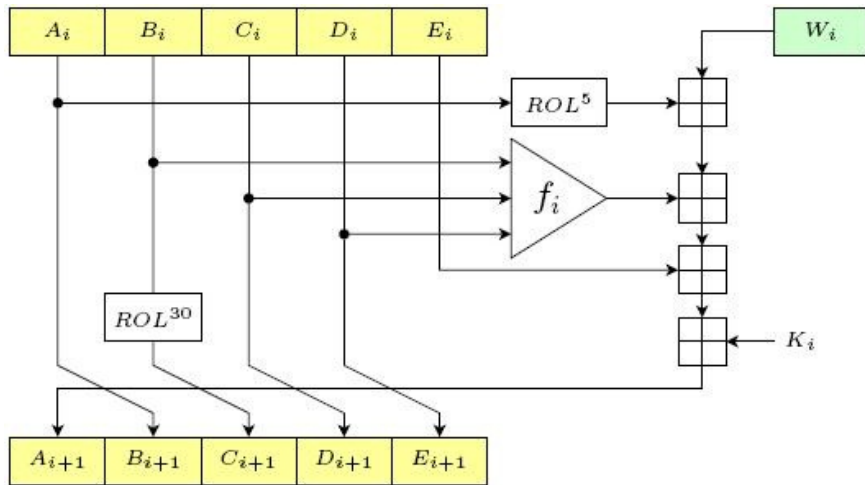 A_i B_i C_i D_i E_i W_i
ROL^5
f_i
ROL^30
K_i
A_{i+1} B_{i+1} C_{i+1} D_{i+1} E_{i+1}